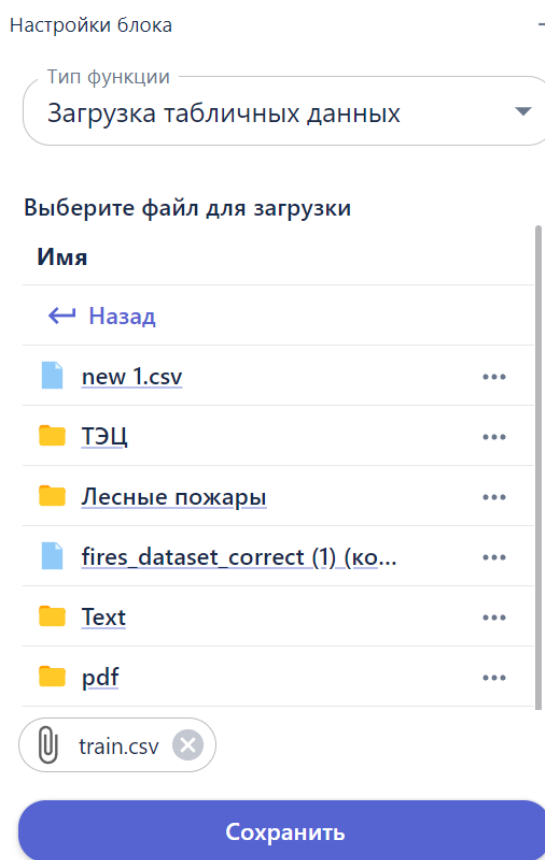 Настройки блока
Тип функции
Загрузка табличных данных
Выберите файл для загрузки
Имя
Назад
new 1.csv
ТЭЦ
Лесные пожары
fires_dataset_correct (1) (ко...
Text
pdf
train.csv
Сохранить